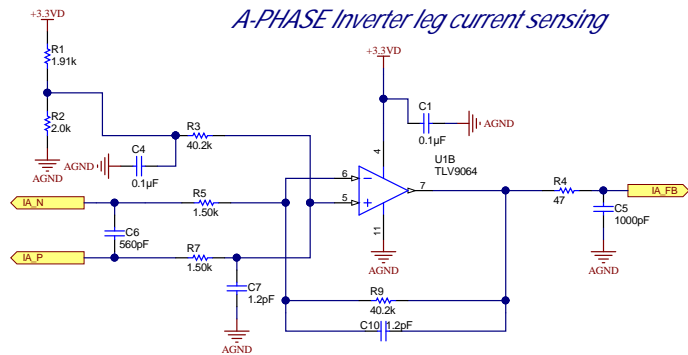 A-PHASE Inverter leg current sensing
+3.3VD
+3.3VD
R1
1.91k
R2
2.0k
AGND
C4
0.1µF
AGND
R3
40.2k
C1
0.1µF
AGND
4
U1B
TLV9064
6
5
7
11
AGND
IA_N
R5
1.50k
C6
560pF
IA_P
R7
1.50k
C7
1.2pF
AGND
R4
47
IA_FB
C5
1000pF
AGND
R9
40.2k
C10
1.2pF